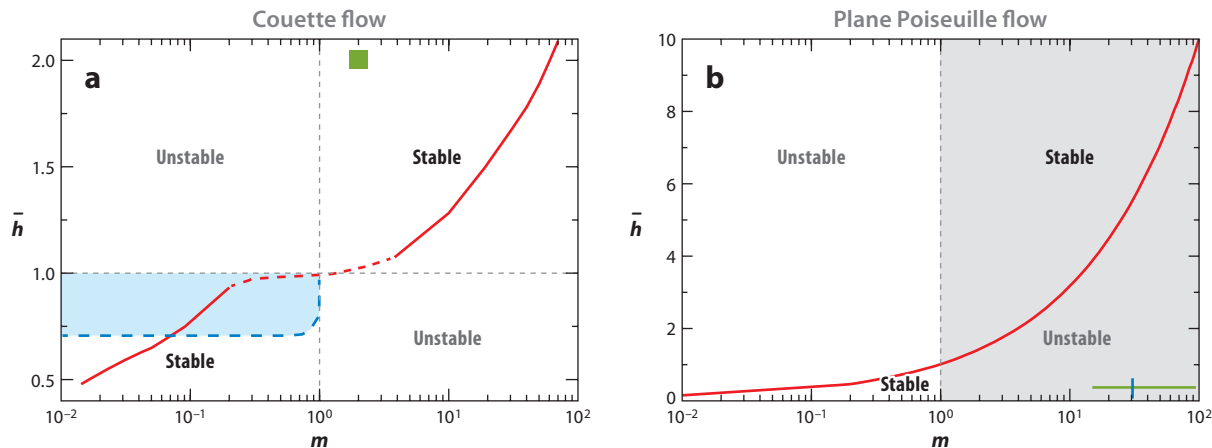 Couette flow
Plane Poiseuille flow
a
b
2.0
1.5
1.0
0.5
h̄
Unstable
Stable
Stable
Unstable
10⁻²
10⁻¹
10⁰
10¹
10²
m
10
8
6
4
2
0
h̄
Unstable
Stable
Stable
Unstable
10⁻²
10⁻¹
10⁰
10¹
10²
m